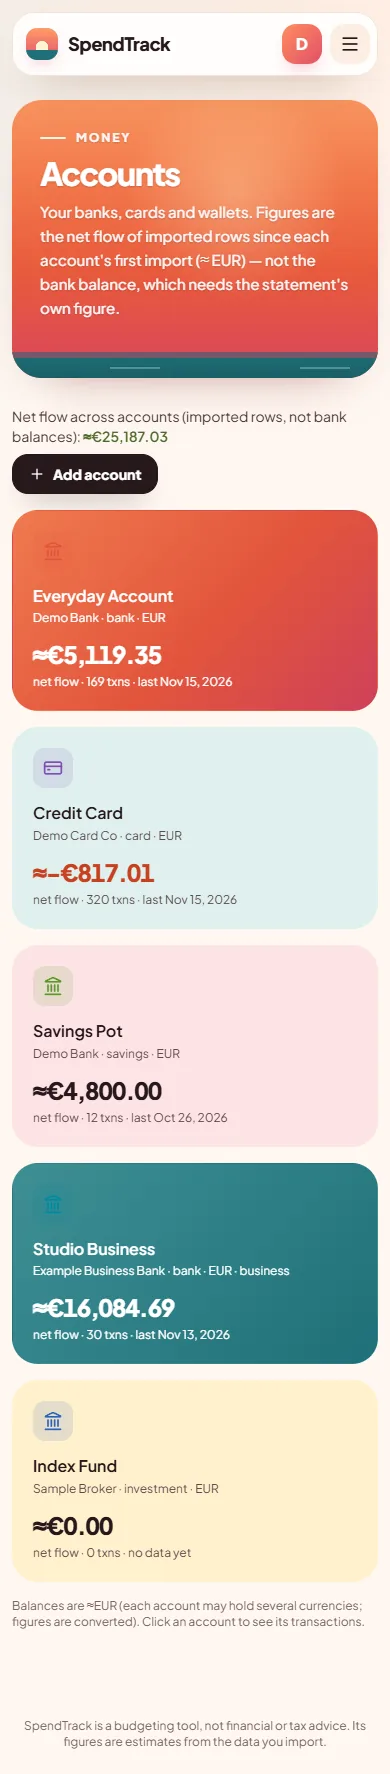 SpendTrack
D
MONEY
Accounts
Your banks, cards and wallets. Figures are
the net flow of imported rows since each
account's first import (≈EUR) — not the
bank balance, which needs the statement's
own figure.
Net flow across accounts (imported rows, not bank
balances): ≈€25,187.03
+ Add account
Everyday Account
Demo Bank · bank · EUR
≈€5,119.35
net flow · 169 txns · last Nov 15, 2026
Credit Card
Demo Card Co · card · EUR
≈−€817.01
net flow · 320 txns · last Nov 15, 2026
Savings Pot
Demo Bank · savings · EUR
≈€4,800.00
net flow · 12 txns · last Oct 26, 2026
Studio Business
Example Business Bank · bank · EUR · business
≈€16,084.69
net flow · 30 txns · last Nov 13, 2026
Index Fund
Sample Broker · investment · EUR
≈€0.00
net flow · 0 txns · no data yet
Balances are ≈EUR (each account may hold several currencies;
figures are converted). Click an account to see its transactions.
SpendTrack is a budgeting tool, not financial or tax advice. Its
figures are estimates from the data you import.